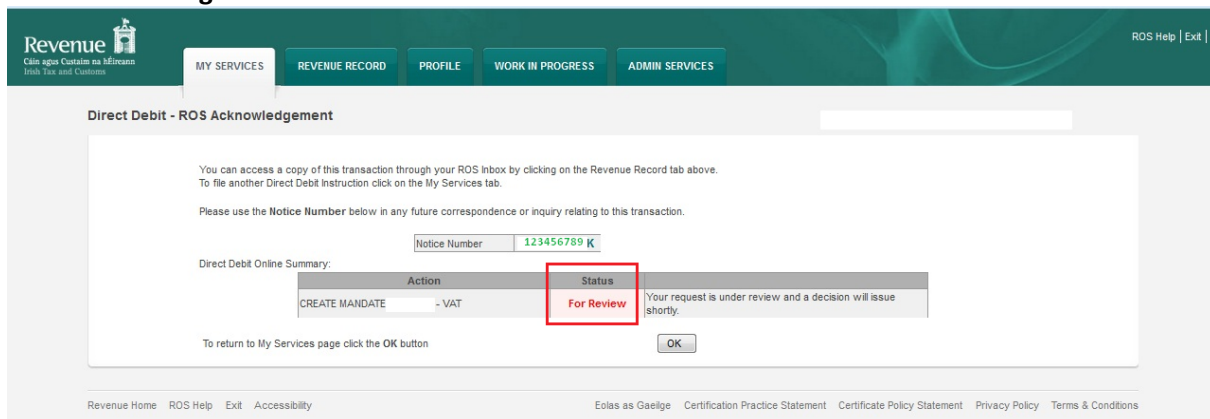 Revenue
Cáin agus Custaim na hÉireann
Irish Tax and Customs
MY SERVICES
REVENUE RECORD
PROFILE
WORK IN PROGRESS
ADMIN SERVICES
ROS Help | Exit |
Direct Debit - ROS Acknowledgement
You can access a copy of this transaction through your ROS Inbox by clicking on the Revenue Record tab above.
To file another Direct Debit Instruction click on the My Services tab.
Please use the Notice Number below in any future correspondence or inquiry relating to this transaction.
Notice Number 123456789 K
Direct Debit Online Summary:
Action Status
CREATE MANDATE - VAT For Review Your request is under review and a decision will issue
shortly.
To return to My Services page click the OK button OK
Revenue Home ROS Help Exit Accessibility Eolas as Gaeilge Certification Practice Statement Certificate Policy Statement Privacy Policy Terms & Conditions